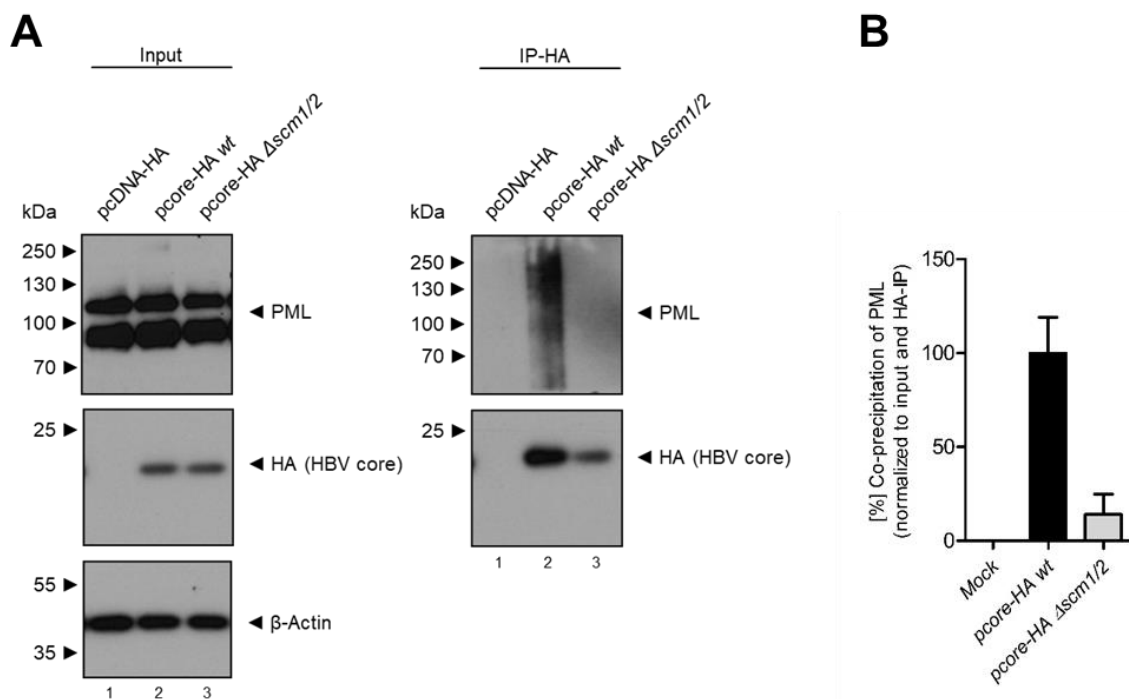 A
B
Input
IP-HA
pcDNA-HA
pcore-HA wt
pcore-HA Δscm1/2
pcDNA-HA
pcore-HA wt
pcore-HA Δscm1/2
kDa
250 ►
130 ►
100 ►
70 ►
◄ PML
25 ►
◄ HA (HBV core)
55 ►
35 ►
◄ β-Actin
1 2 3
kDa
250 ►
130 ►
100 ►
70 ►
◄ PML
25 ►
◄ HA (HBV core)
1 2 3
[%] Co-precipitation of PML
(normalized to input and HA-IP)
150
100
50
0
Mock
pcore-HA wt
pcore-HA Δscm1/2